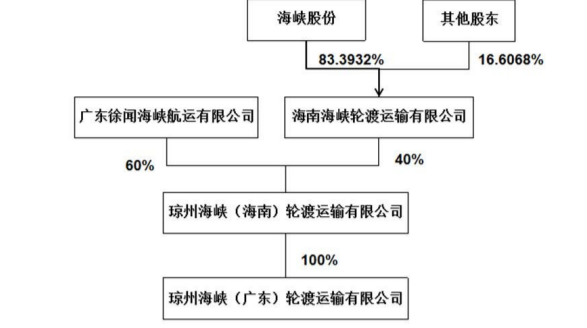 海峡股份
其他股东
83.3932%
16.6068%
广东徐闻海峡航运有限公司
海南海峡轮渡运输有限公司
60%
40%
琼州海峡（海南）轮渡运输有限公司
100%
琼州海峡（广东）轮渡运输有限公司